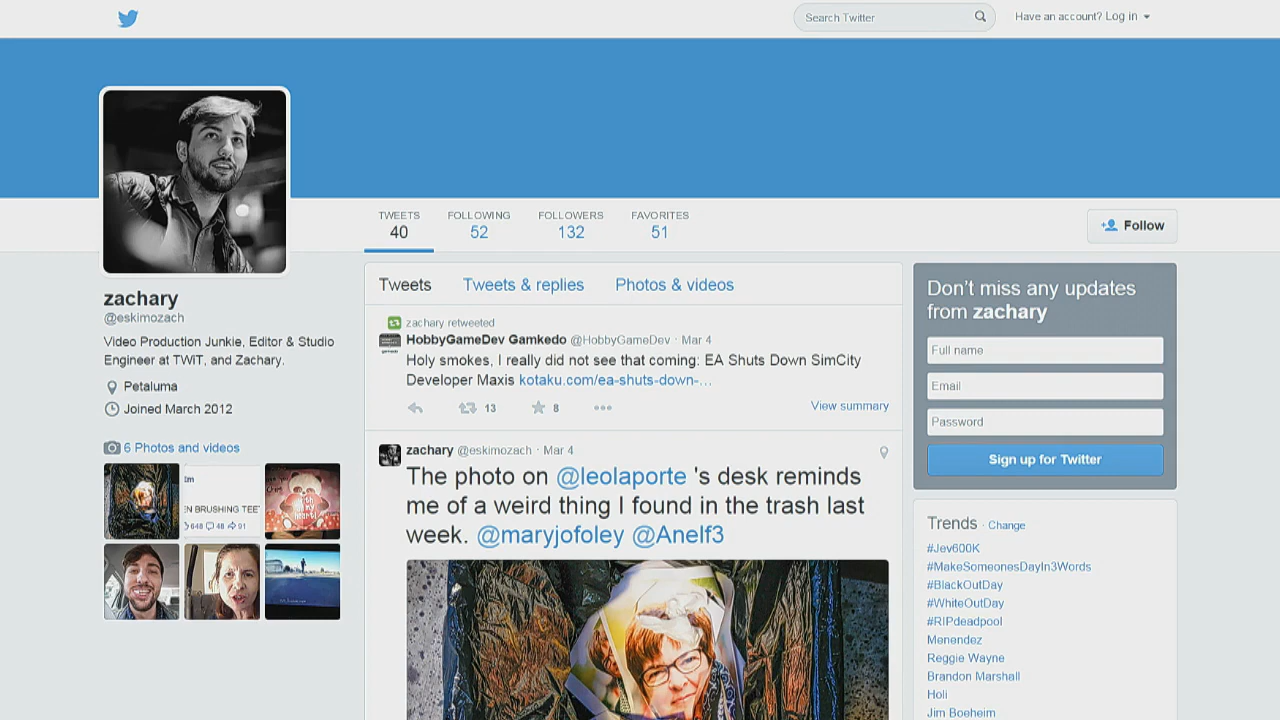 Search Twitter
Have an account? Log in
TWEETS
40
FOLLOWING
52
FOLLOWERS
132
FAVORITES
51
Follow
zachary
@eskimozach
Video Production Junkie, Editor & Studio
Engineer at TWiT, and Zachary.
Petaluma
Joined March 2012
6 Photos and videos
EN BRUSHING TEET
648 48 91
Tweets Tweets & replies Photos & videos
zachary retweeted
HobbyGameDev Gamkedo @HobbyGameDev · Mar 4
Holy smokes, I really did not see that coming: EA Shuts Down SimCity
Developer Maxis kotaku.com/ea-shuts-down-…
13 8
View summary
zachary @eskimozach · Mar 4
The photo on @leolaporte 's desk reminds
me of a weird thing I found in the trash last
week. @maryjofoley @Anelf3
Don't miss any updates
from zachary
Full name
Email
Password
Sign up for Twitter
Trends · Change
#Jev600K
#MakeSomeonesDayIn3Words
#BlackOutDay
#WhiteOutDay
#RIPdeadpool
Menendez
Reggie Wayne
Brandon Marshall
Holi
Jim Boeheim